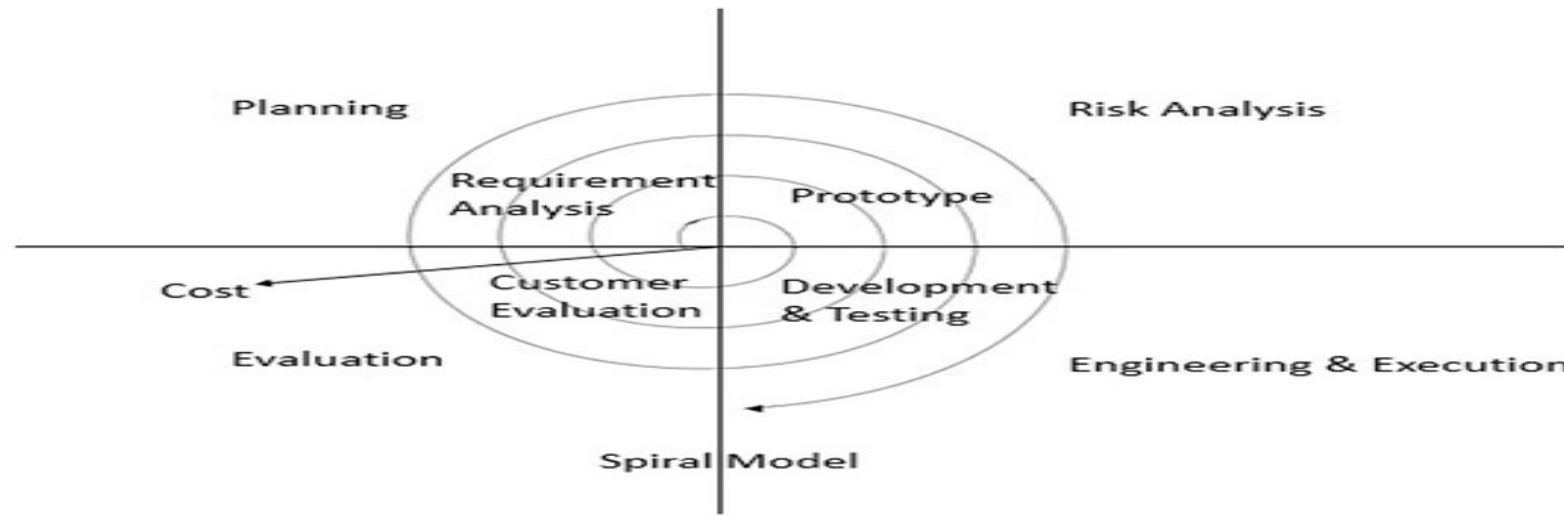 Planning
Risk Analysis
Requirement
Analysis
Prototype
Cost
Customer
Evaluation
Development
& Testing
Evaluation
Engineering & Execution
Spiral Model